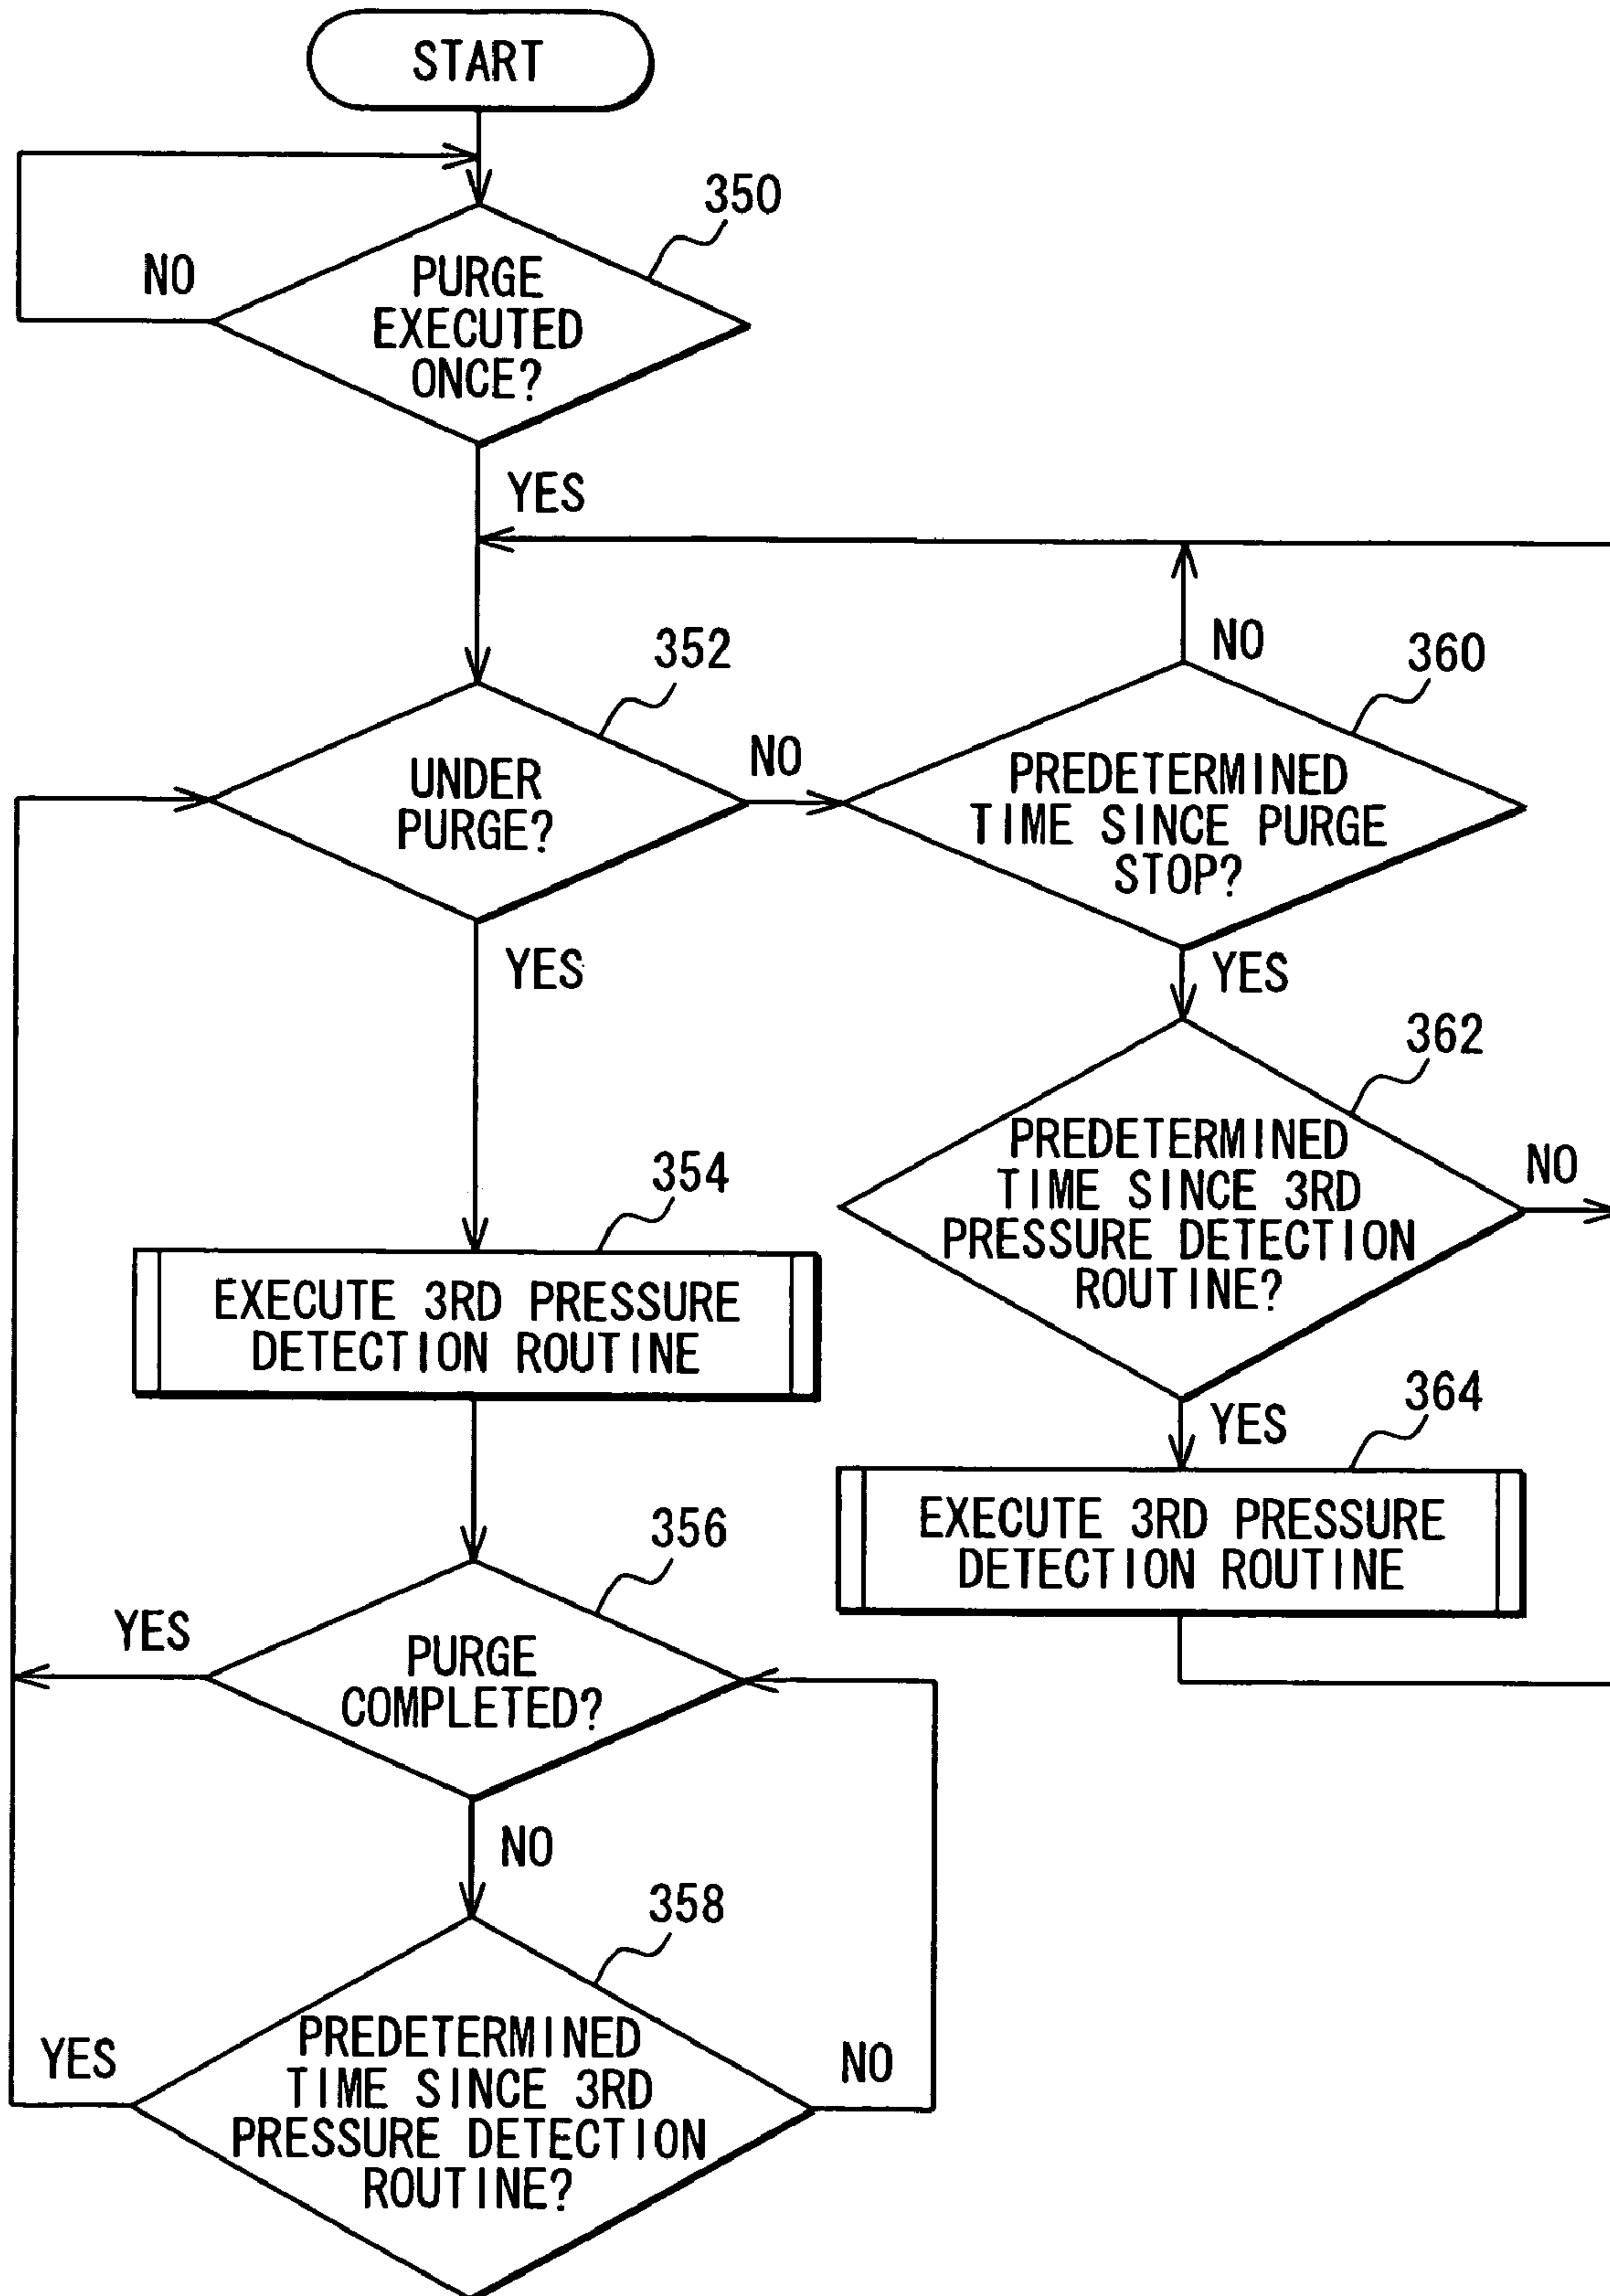 START
350
NO
PURGE
EXECUTED
ONCE?
YES
352
UNDER
PURGE?
NO
YES
360
NO
PREDETERMINED
TIME SINCE PURGE
STOP?
YES
362
PREDETERMINED
TIME SINCE 3RD
PRESSURE DETECTION
ROUTINE?
NO
YES
354
EXECUTE 3RD PRESSURE
DETECTION ROUTINE
364
EXECUTE 3RD PRESSURE
DETECTION ROUTINE
356
YES
PURGE
COMPLETED?
NO
358
YES
PREDETERMINED
TIME SINCE 3RD
PRESSURE DETECTION
ROUTINE?
NO